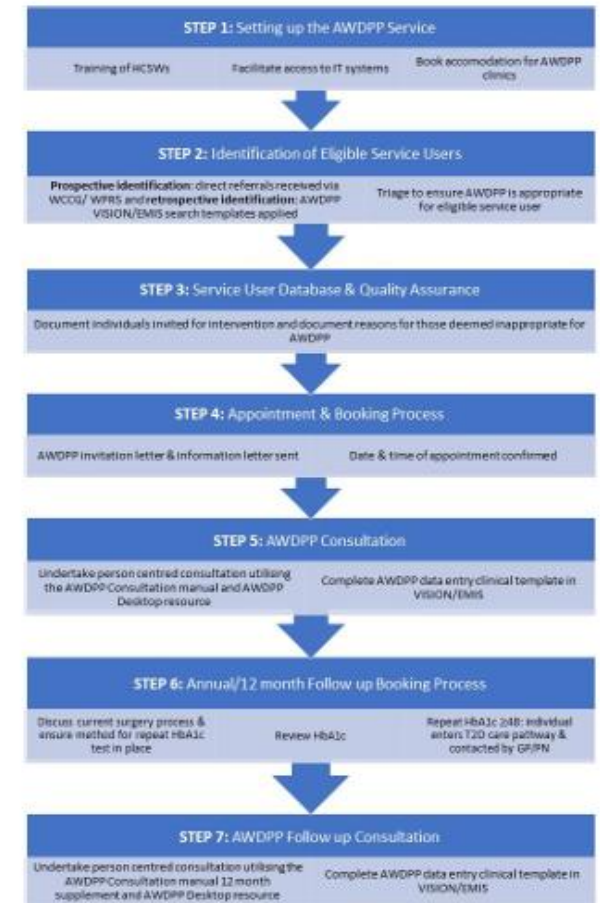 STEP 1: Setting up the AWDPP Service
Training of HCSWs
Facilitate access to IT systems
Book accomodation for AWDPP
clinics
STEP 2: Identification of Eligible Service Users
Prospective identification: direct referrals received via
WCCG/ WPRS and retrospective identification: AWDPP
VISION/EMIS search templates applied
Triage to ensure AWDPP is appropriate
for eligible service user
STEP 3: Service User Database & Quality Assurance
Document individuals invited for intervention and document reasons for those deemed inappropriate for
AWDPP
STEP 4: Appointment & Booking Process
AWDPP invitation letter & information letter sent
Date & time of appointment confirmed
STEP 5: AWDPP Consultation
Undertake person centred consultation utilising
the AWDPP Consultation manual and AWDPP
Desktop resource
Complete AWDPP data entry clinical template in
VISION/EMIS
STEP 6: Annual/12 month Follow up Booking Process
Discuss current surgery process &
ensure method for repeat HbA1c
test in place
Review HbA1c
Repeat HbA1c ≥48: individual
enters T2D care pathway &
contacted by GP/PN
STEP 7: AWDPP Follow up Consultation
Undertake person centred consultation utilising the
AWDPP Consultation manual 12 month
supplement and AWDPP Desktop resource
Complete AWDPP data entry clinical template in
VISION/EMIS